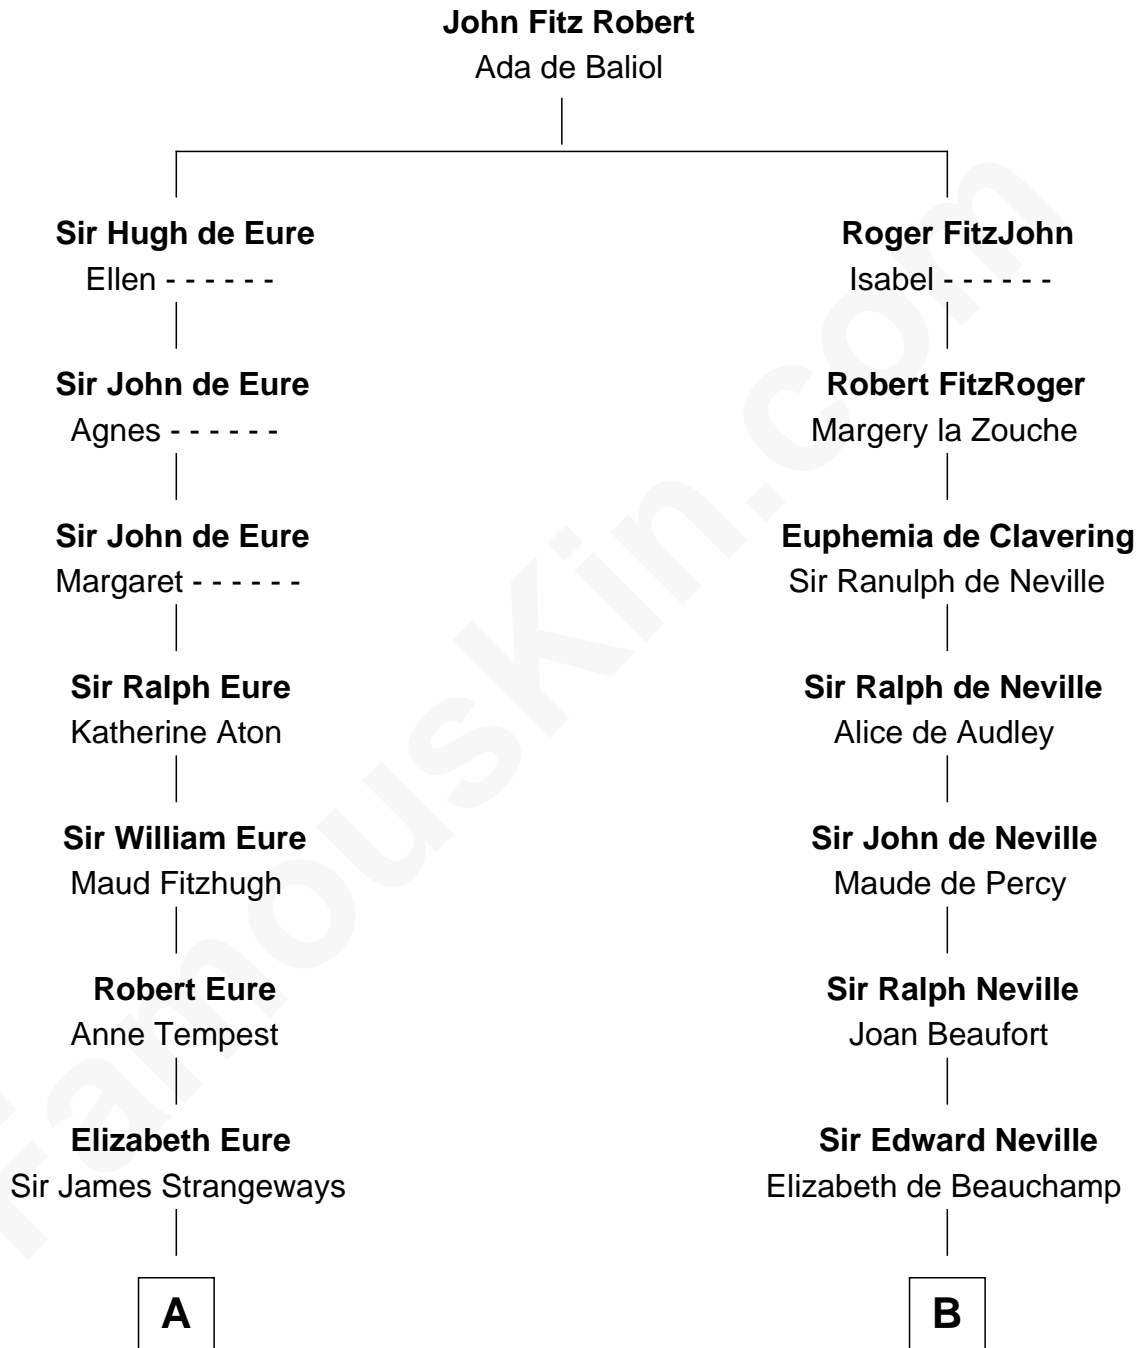 John Fitz Robert
Ada de Baliol
Sir Hugh de Eure
Ellen - - - - - -
Roger FitzJohn
Isabel - - - - - -
Sir John de Eure
Agnes - - - - - -
Robert FitzRoger
Margery la Zouche
Sir John de Eure
Margaret - - - - - -
Euphemia de Clavering
Sir Ranulph de Neville
Sir Ralph Eure
Katherine Aton
Sir Ralph de Neville
Alice de Audley
Sir William Eure
Maud Fitzhugh
Sir John de Neville
Maude de Percy
Robert Eure
Anne Tempest
Sir Ralph Neville
Joan Beaufort
Elizabeth Eure
Sir James Strangeways
Sir Edward Neville
Elizabeth de Beauchamp
A
B
FamousKin.com